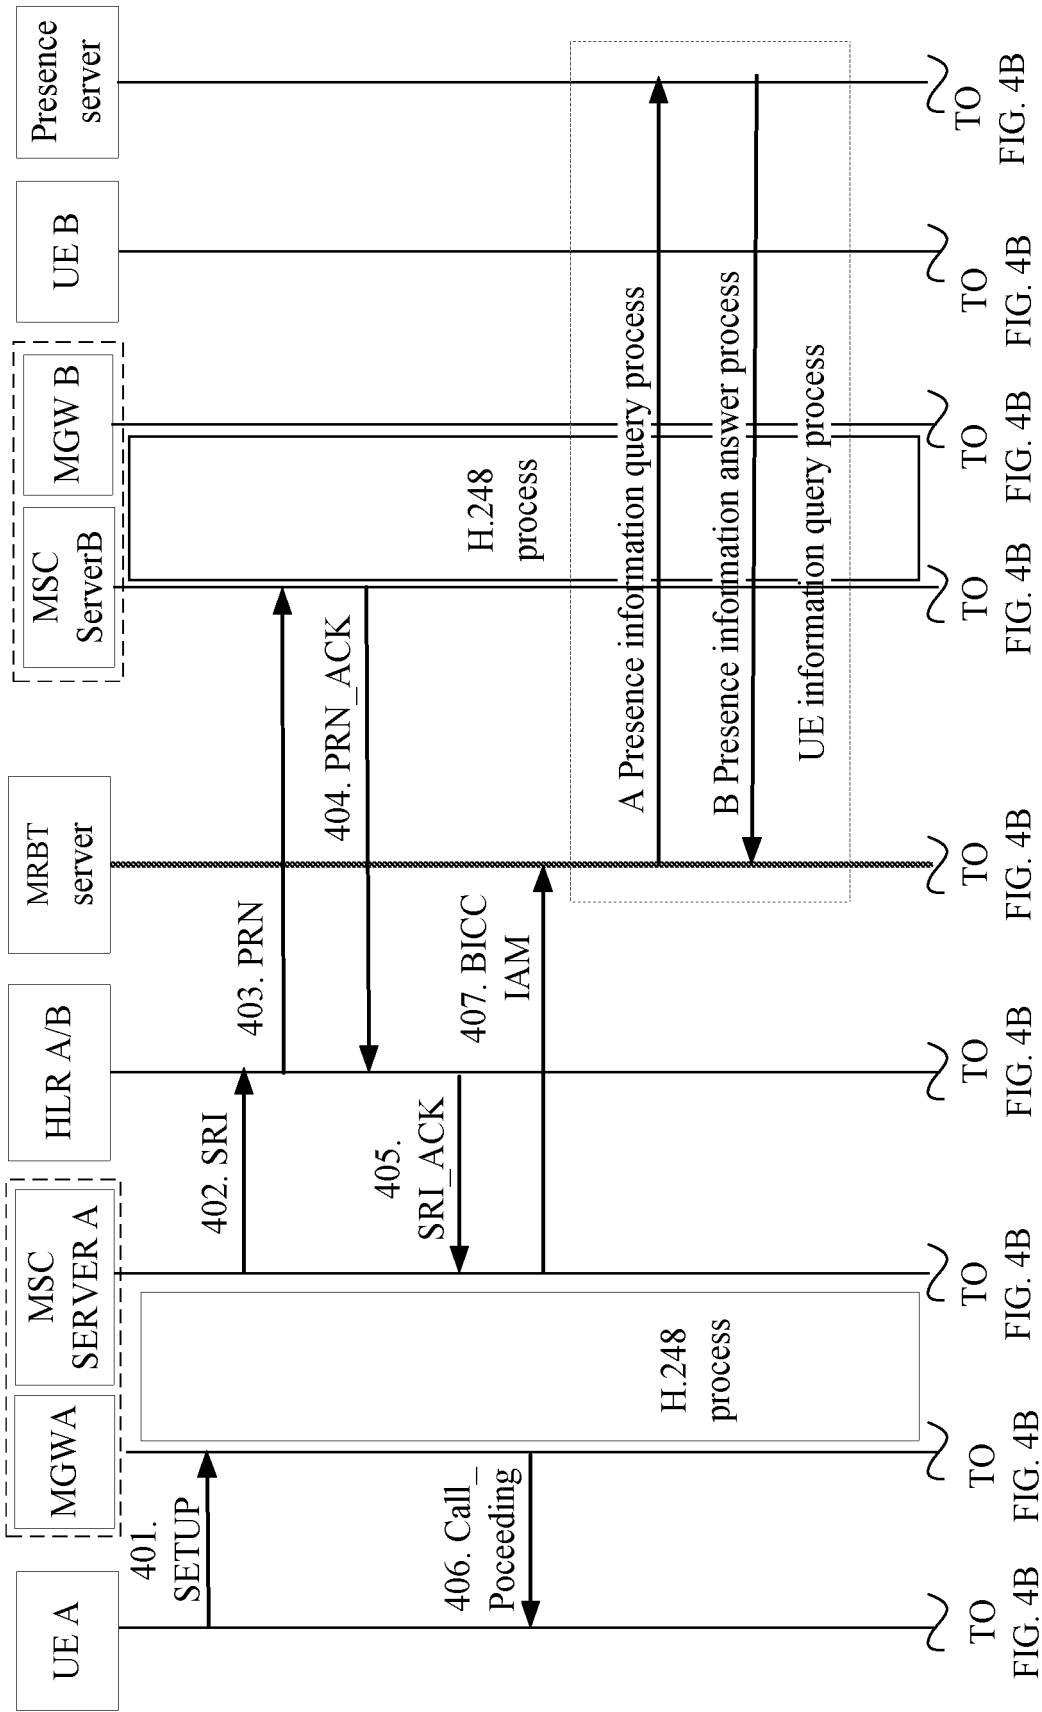 UE A
MGWA
MSC
SERVER A
HLR A/B
MRBT
server
MSC
ServerB
MGW B
UE B
Presence
server
401.
SETUP
402. SRI
403. PRN
404. PRN_ACK
405.
SRI_ACK
406. Call_
Poceeding
407. BICC
IAM
H.248
process
H.248
process
A Presence information query process
B Presence information answer process
UE information query process
TO
FIG. 4B
TO
FIG. 4B
TO
FIG. 4B
TO
FIG. 4B
TO
FIG. 4B
TO
FIG. 4B
TO
FIG. 4B
TO
FIG. 4B
TO
FIG. 4B